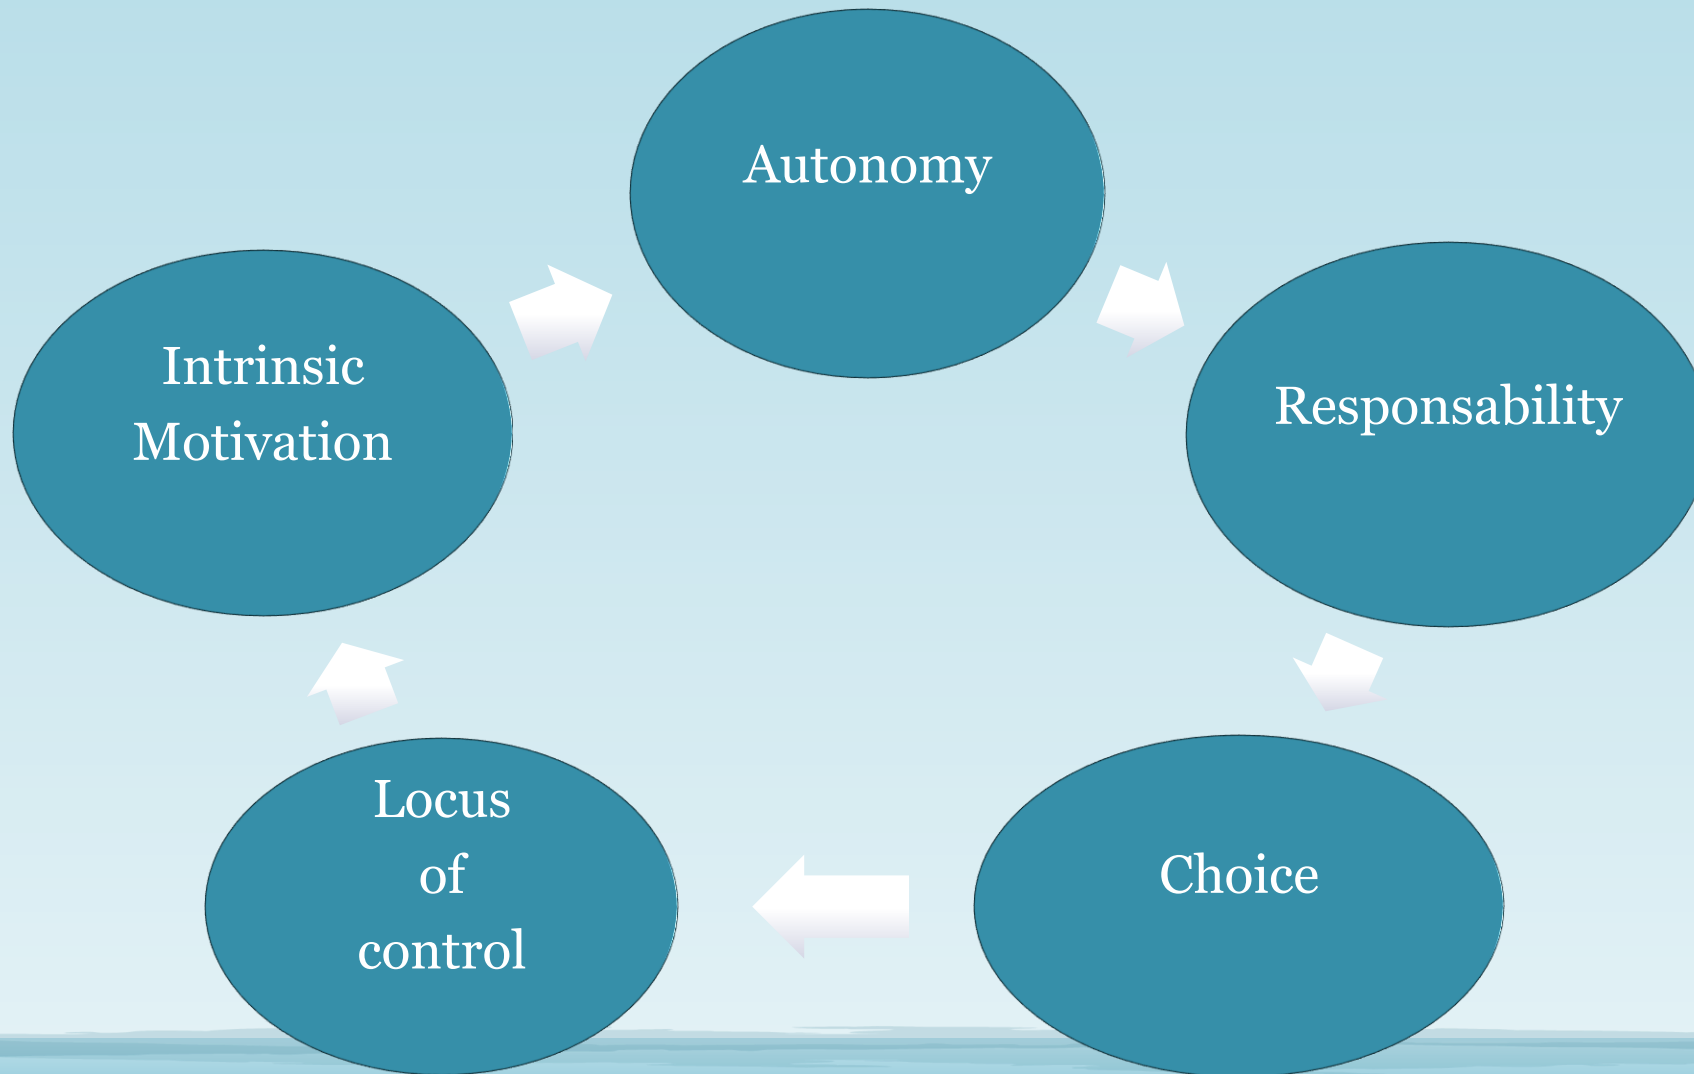 Autonomy
Responsability
Choice
Locus
of
control
Intrinsic
Motivation